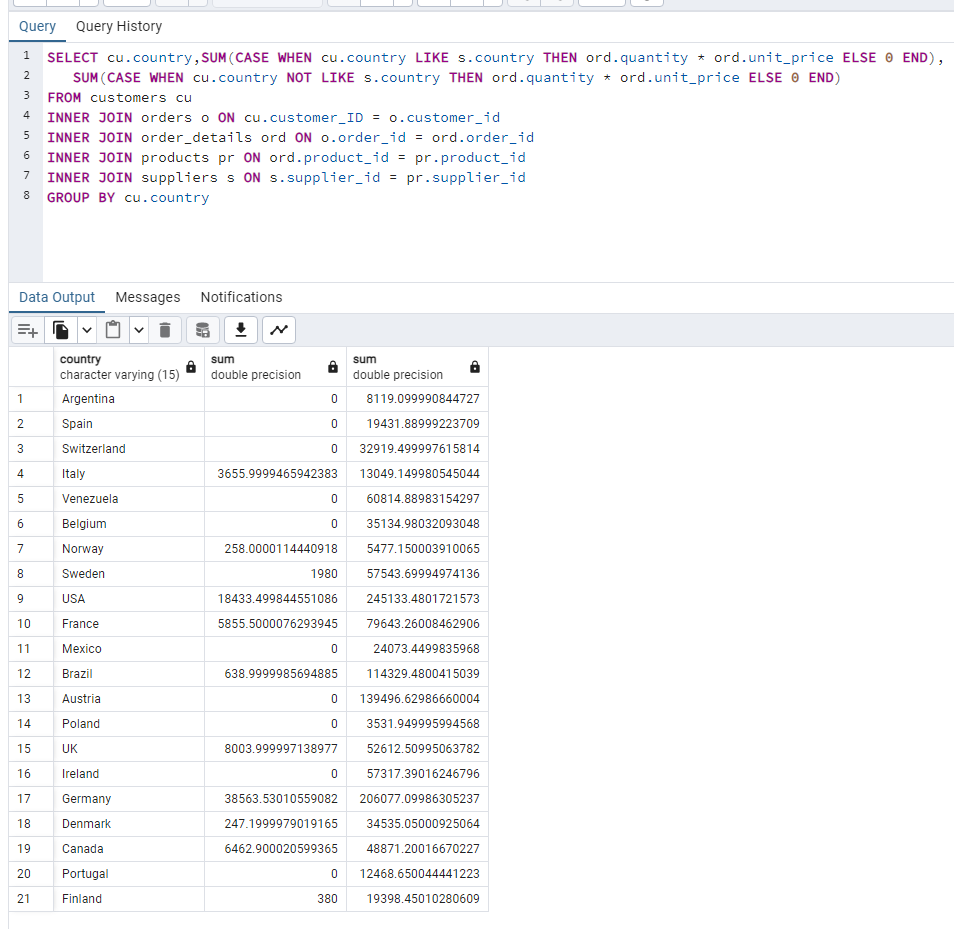 Query Query History
1 SELECT cu.country,SUM(CASE WHEN cu.country LIKE s.country THEN ord.quantity * ord.unit_price ELSE 0 END),
2 SUM(CASE WHEN cu.country NOT LIKE s.country THEN ord.quantity * ord.unit_price ELSE 0 END)
3 FROM customers cu
4 INNER JOIN orders o ON cu.customer_ID = o.customer_id
5 INNER JOIN order_details ord ON o.order_id = ord.order_id
6 INNER JOIN products pr ON ord.product_id = pr.product_id
7 INNER JOIN suppliers s ON s.supplier_id = pr.supplier_id
8 GROUP BY cu.country
Data Output Messages Notifications
country sum sum
character varying (15) double precision double precision
1 Argentina 0 8119.099990844727
2 Spain 0 19431.88999223709
3 Switzerland 0 32919.499997615814
4 Italy 3655.9999465942383 13049.149980545044
5 Venezuela 0 60814.88983154297
6 Belgium 0 35134.98032093048
7 Norway 258.0000114440918 5477.150003910065
8 Sweden 1980 57543.69994974136
9 USA 18433.499844551086 245133.4801721573
10 France 5855.5000076293945 79643.26008462906
11 Mexico 0 24073.4499835968
12 Brazil 638.9999985694885 114329.4800415039
13 Austria 0 139496.62986660004
14 Poland 0 3531.949995994568
15 UK 8003.999997138977 52612.50995063782
16 Ireland 0 57317.39016246796
17 Germany 38563.53010559082 206077.09986305237
18 Denmark 247.1999979019165 34535.05000925064
19 Canada 6462.900020599365 48871.20016670227
20 Portugal 0 12468.650044441223
21 Finland 380 19398.45010280609